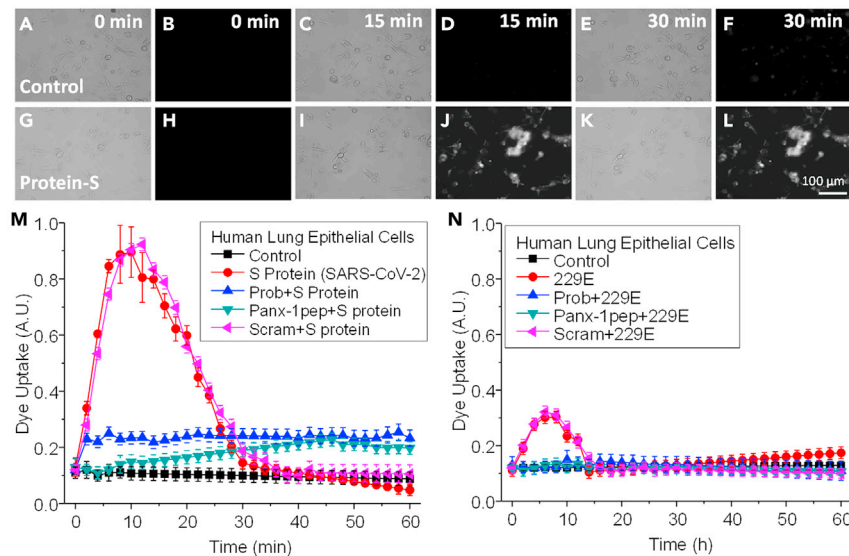 A 0 min B 0 min C 15 min D 15 min E 30 min F 30 min
Control
G H I J K L
Protein-S
100 μm
M
Human Lung Epithelial Cells
Control
S Protein (SARS-CoV-2)
Prob+S Protein
Panx-1pep+S protein
Scram+S protein
Dye Uptake (A.U.)
1.0
0.8
0.6
0.4
0.2
0.0
0 10 20 30 40 50 60
Time (min)
N
Human Lung Epithelial Cells
Control
229E
Prob+229E
Panx-1pep+229E
Scram+229E
Dye Uptake (A.U.)
1.0
0.8
0.6
0.4
0.2
0.0
0 10 20 30 40 50 60
Time (h)